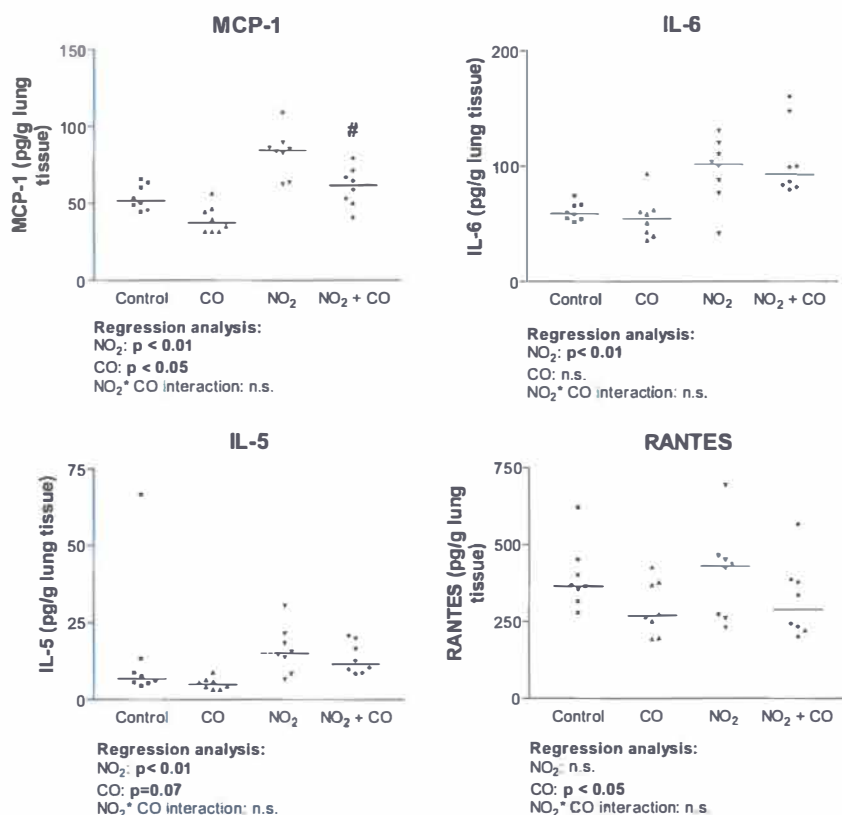 MCP-1
150
100
50
0
MCP-1 (pg/g lung
tissue)
#
Control CO NO₂ NO₂ + CO
Regression analysis:
NO₂: p < 0.01
CO: p < 0.05
NO₂* CO interaction: n.s.
IL-6
200
100
0
IL-6 (pg/g lung tissue)
Control CO NO₂ NO₂ + CO
Regression analysis:
NO₂: p< 0.01
CO: n.s.
NO₂* CO interaction: n.s.
IL-5
75
50
25
0
IL-5 (pg/g lung tissue)
Control CO NO₂ NO₂ + CO
Regression analysis:
NO₂: p< 0.01
CO: p=0.07
NO₂* CO interaction: n.s.
RANTES
750
500
250
0
RANTES (pg/g lung
tissue)
Control CO NO₂ NO₂ + CO
Regression analysis:
NO₂: n.s.
CO: p < 0.05
NO₂* CO interaction: n.s